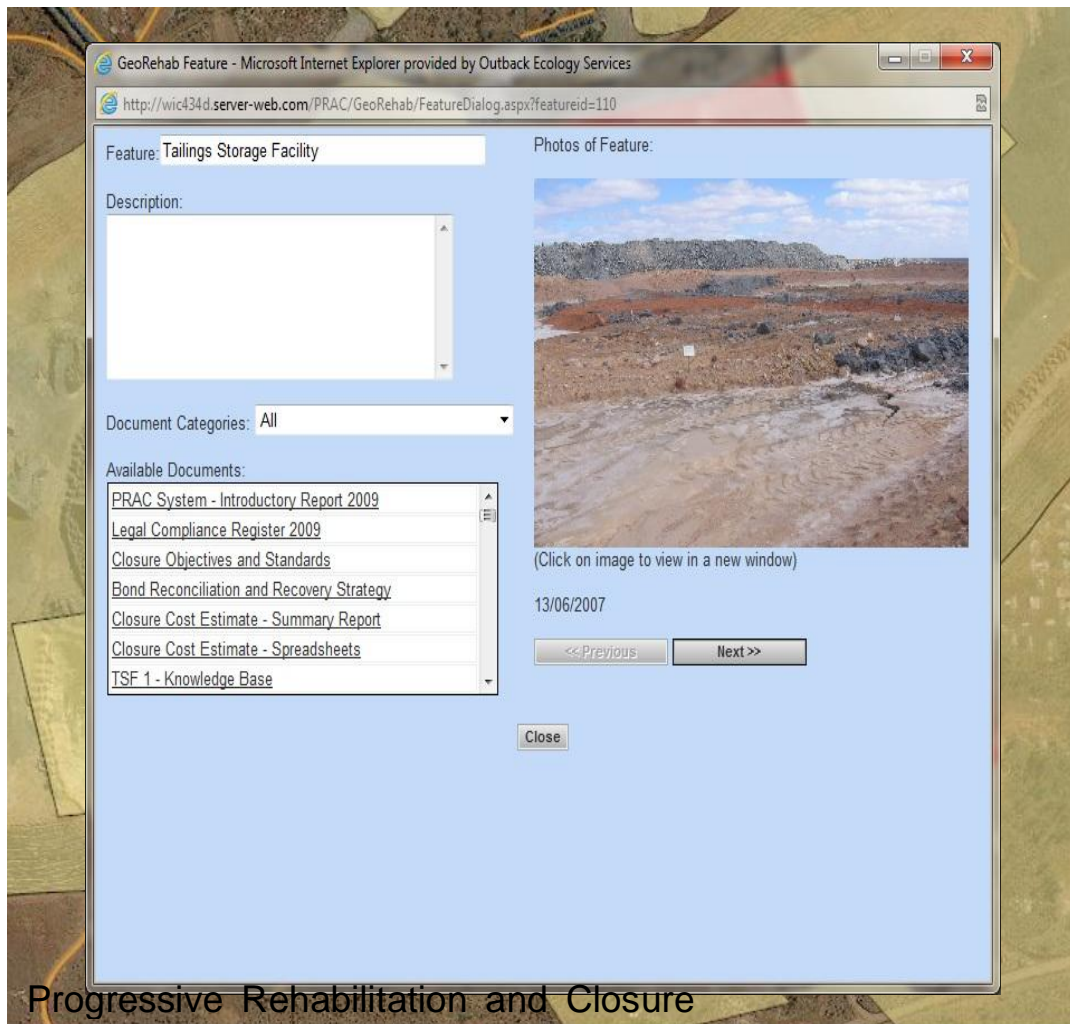 GeoRehab Feature - Microsoft Internet Explorer provided by Outback Ecology Services
http://wic434d.server-web.com/PRAC/GeoRehab/FeatureDialog.aspx?featureid=110
Feature: Tailings Storage Facility
Description:
Document Categories: All
Available Documents:
PRAC System - Introductory Report 2009
Legal Compliance Register 2009
Closure Objectives and Standards
Bond Reconciliation and Recovery Strategy
Closure Cost Estimate - Summary Report
Closure Cost Estimate - Spreadsheets
TSF 1 - Knowledge Base
Photos of Feature:
(Click on image to view in a new window)
13/06/2007
<< Previous Next >>
Close
Progressive Rehabilitation and Closure